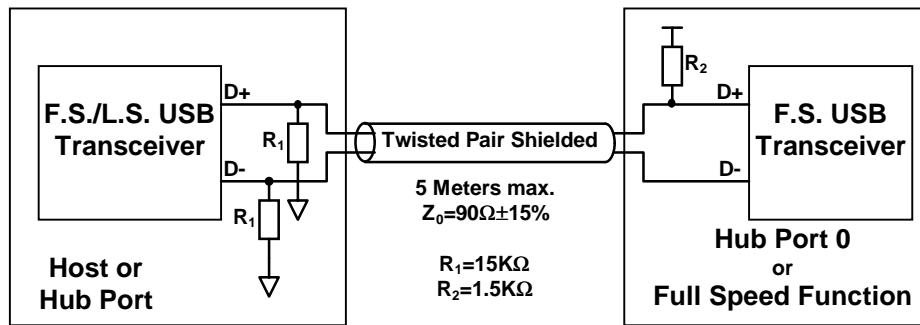 F.S./L.S. USB
Transceiver
D+
D-
R1
R1
Host or
Hub Port
Twisted Pair Shielded
5 Meters max.
Z0=90Ω±15%
R1=15KΩ
R2=1.5KΩ
R2
D+
D-
F.S. USB
Transceiver
Hub Port 0
or
Full Speed Function